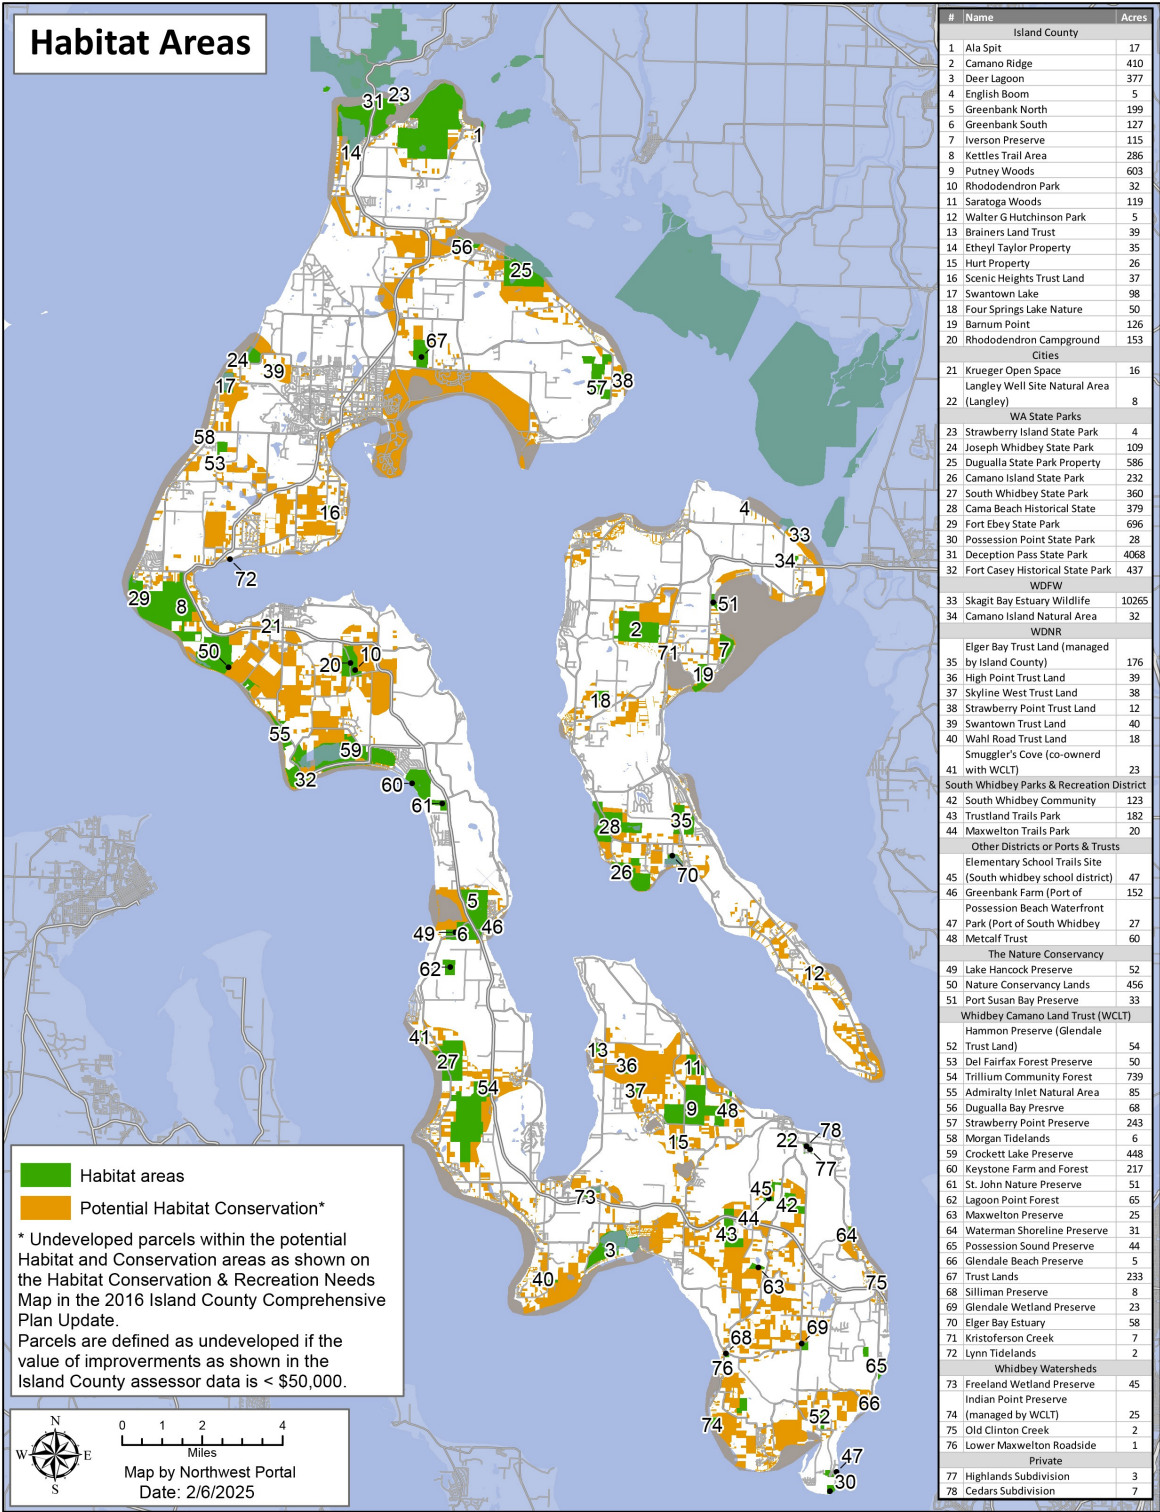 Habitat Areas
31
23
1
14
56
25
67
24
39
17
57
38
58
53
16
72
29
8
21
50
20
10
55
59
32
60
61
5
46
49
6
62
41
27
54
4
33
34
51
2
71
7
19
18
28
35
26
70
12
13
36
11
37
9
48
15
22
78
77
73
45
44
42
43
3
64
40
63
75
68
69
76
65
74
52
66
47
30
Habitat areas
Potential Habitat Conservation*
* Undeveloped parcels within the potential
Habitat and Conservation areas as shown on
the Habitat Conservation & Recreation Needs
Map in the 2016 Island County Comprehensive
Plan Update.
Parcels are defined as undeveloped if the
value of improverments as shown in the
Island County assessor data is < $50,000.
N
W E
S
0 1 2 4
Miles
Map by Northwest Portal
Date: 2/6/2025
# Name Acres
Island County
1 Ala Spit 17
2 Camano Ridge 410
3 Deer Lagoon 377
4 English Boom 5
5 Greenbank North 199
6 Greenbank South 127
7 Iverson Preserve 115
8 Kettles Trail Area 286
9 Putney Woods 603
10 Rhododendron Park 32
11 Saratoga Woods 119
12 Walter G Hutchinson Park 5
13 Brainers Land Trust 39
14 Etheyl Taylor Property 35
15 Hurt Property 26
16 Scenic Heights Trust Land 37
17 Swantown Lake 98
18 Four Springs Lake Nature 50
19 Barnum Point 126
20 Rhododendron Campground 153
Cities
21 Krueger Open Space 16
Langley Well Site Natural Area
22 (Langley) 8
WA State Parks
23 Strawberry Island State Park 4
24 Joseph Whidbey State Park 109
25 Dugualla State Park Property 586
26 Camano Island State Park 232
27 South Whidbey State Park 360
28 Cama Beach Historical State 379
29 Fort Ebey State Park 696
30 Possession Point State Park 28
31 Deception Pass State Park 4068
32 Fort Casey Historical State Park 437
WDFW
33 Skagit Bay Estuary Wildlife 10265
34 Camano Island Natural Area 32
WDNR
Elger Bay Trust Land (managed
35 by Island County) 176
36 High Point Trust Land 39
37 Skyline West Trust Land 38
38 Strawberry Point Trust Land 12
39 Swantown Trust Land 40
40 Wahl Road Trust Land 18
Smuggler's Cove (co-ownerd
41 with WCLT) 23
South Whidbey Parks & Recreation District
42 South Whidbey Community 123
43 Trustland Trails Park 182
44 Maxwelton Trails Park 20
Other Districts or Ports & Trusts
Elementary School Trails Site
45 (South whidbey school district) 47
46 Greenbank Farm (Port of 152
Possession Beach Waterfront
47 Park (Port of South Whidbey 27
48 Metcalf Trust 60
The Nature Conservancy
49 Lake Hancock Preserve 52
50 Nature Conservancy Lands 456
51 Port Susan Bay Preserve 33
Whidbey Camano Land Trust (WCLT)
Hammon Preserve (Glendale
52 Trust Land) 54
53 Del Fairfax Forest Preserve 50
54 Trillium Community Forest 739
55 Admiralty Inlet Natural Area 85
56 Dugualla Bay Presrve 68
57 Strawberry Point Preserve 243
58 Morgan Tidelands 6
59 Crockett Lake Preserve 448
60 Keystone Farm and Forest 217
61 St. John Nature Preserve 51
62 Lagoon Point Forest 65
63 Maxwelton Preserve 25
64 Waterman Shoreline Preserve 31
65 Possession Sound Preserve 44
66 Glendale Beach Preserve 5
67 Trust Lands 233
68 Silliman Preserve 8
69 Glendale Wetland Preserve 23
70 Elger Bay Estuary 58
71 Kristoferson Creek 7
72 Lynn Tidelands 2
Whidbey Watersheds
73 Freeland Wetland Preserve 45
Indian Point Preserve
74 (managed by WCLT) 25
75 Old Clinton Creek 2
76 Lower Maxwelton Roadside 1
Private
77 Highlands Subdivision 3
78 Cedars Subdivision 7